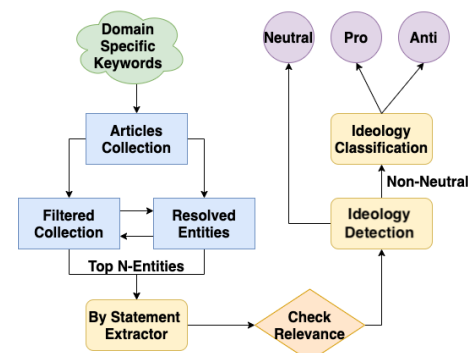 Domain
Specific
Keywords
Articles
Collection
Filtered
Collection
Resolved
Entities
Top N-Entities
By Statement
Extractor
Check
Relevance
Ideology
Detection
Non-Neutral
Ideology
Classification
Neutral
Pro
Anti